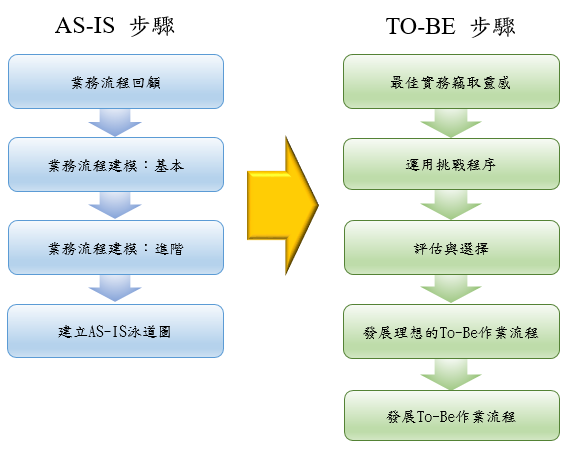 AS-IS 步驟
業務流程回顧
業務流程建模：基本
業務流程建模：進階
建立AS-IS泳道圖
TO-BE 步驟
最佳實務竊取靈感
運用挑戰程序
評估與選擇
發展理想的To-Be作業流程
發展To-Be作業流程